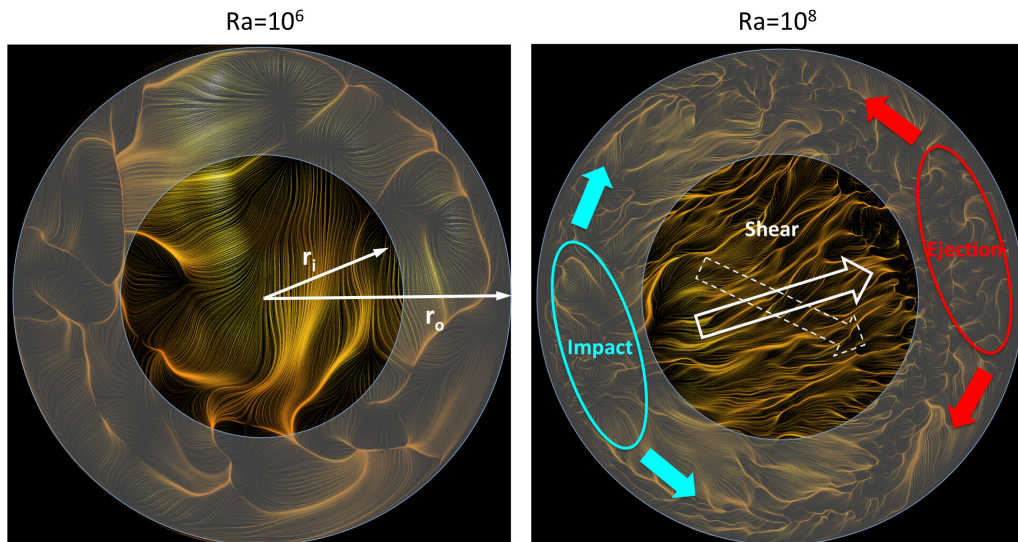 Ra=10⁶
Ra=10⁸
rᵢ
rₒ
Shear
Impact
Ejection